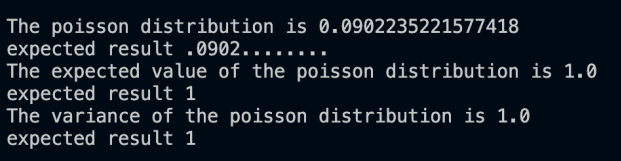 The poisson distribution is 0.0902235221577418
expected result .0902........
The expected value of the poisson distribution is 1.0
expected result 1
The variance of the poisson distribution is 1.0
expected result 1